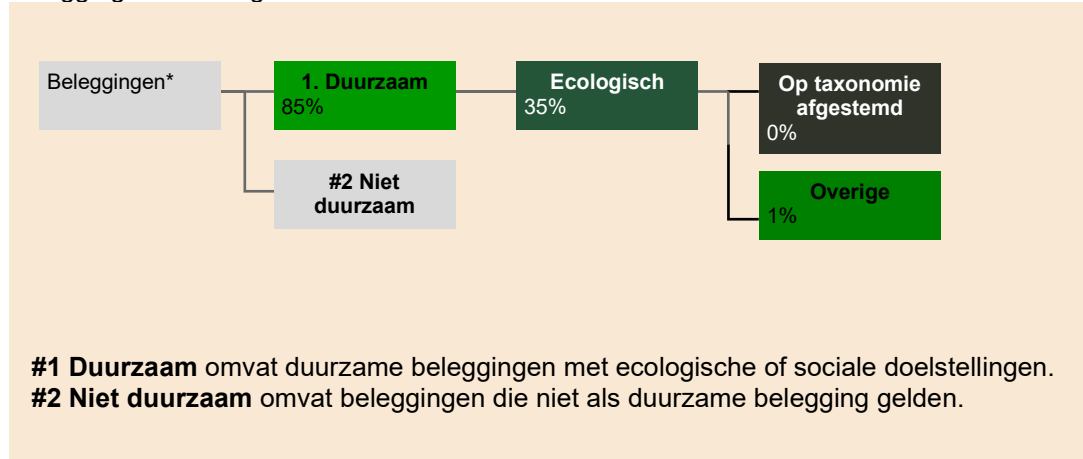 Beleggingen*
1. Duurzaam
85%
Ecologisch
35%
Op taxonomie
afgestemd
0%
#2 Niet
duurzaam
Overige
1%
#1 Duurzaam omvat duurzame beleggingen met ecologische of sociale doelstellingen.
#2 Niet duurzaam omvat beleggingen die niet als duurzame belegging gelden.